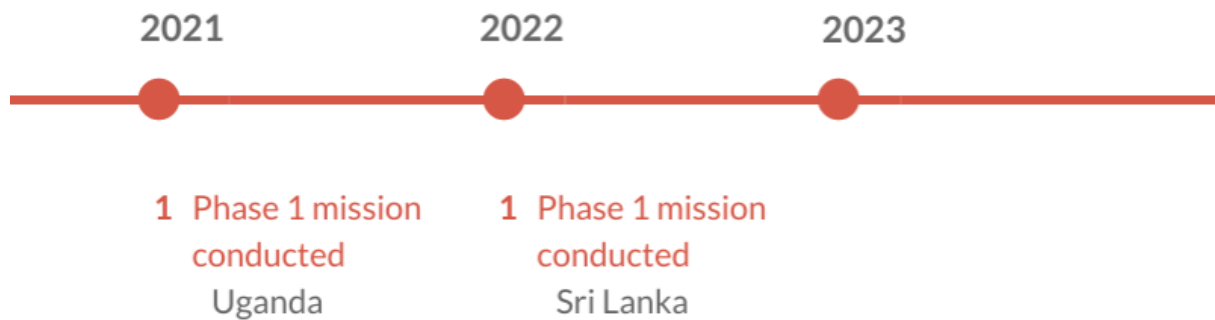 2021
2022
2023
1 Phase 1 mission
conducted
Uganda
1 Phase 1 mission
conducted
Sri Lanka